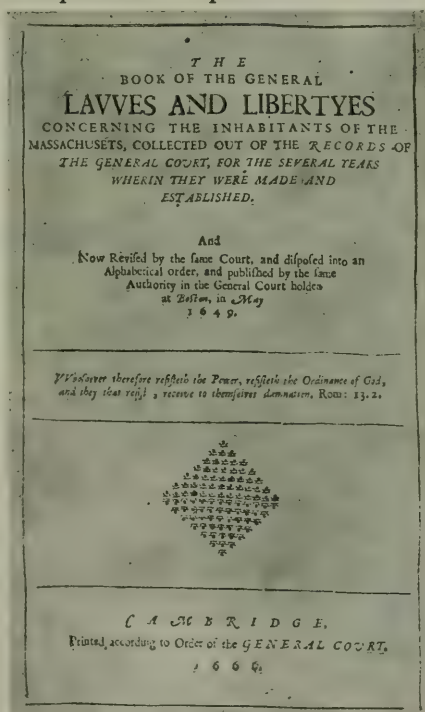 THE
BOOK OF THE GENERAL
LAVVES AND LIBERTYES
CONCERNING THE INHABITANTS OF THE
MASSACHUSETS, COLLECTED OUT OF THE RECORDS OF
THE GENERAL COURT, FOR THE SEVERAL YEARS
WHERIN THEY WERE MADE AND
ESTABLISHED.
And
Now Revised by the same Court, and disposed into an
Alphabetical order, and published by the same
Authority in the General Court holden
at Boston, in May
1649.
VVhosoever therefore resisteth the Power, resisteth the Ordinance of God,
and they that resist, receive to themselves damnation. Rom: 13.2.
CAMBRIDGE,
Printed according to Order of the GENERAL COURT.